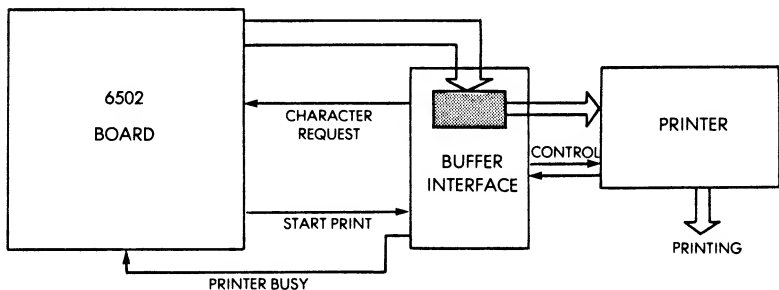 6502
BOARD
CHARACTER
REQUEST
START PRINT
PRINTER BUSY
BUFFER
INTERFACE
CONTROL
PRINTER
PRINTING